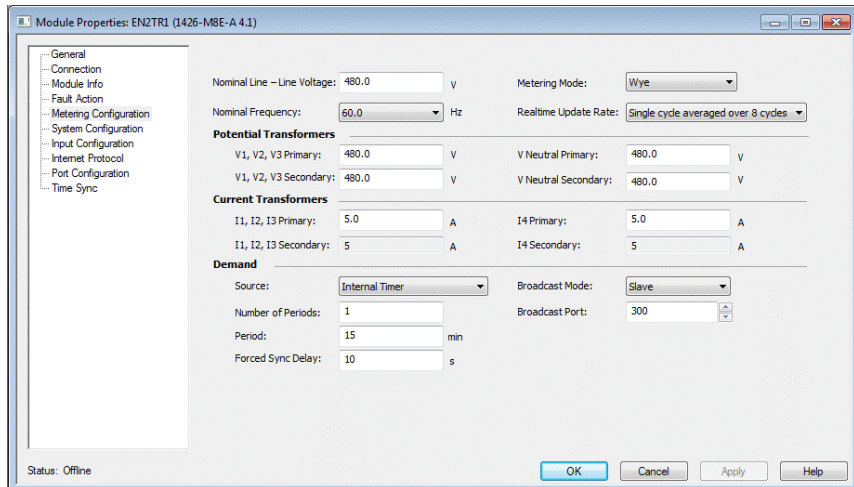 Module Properties: EN2TR1 (1426-M8E-A 4.1)
General
Connection
Module Info
Fault Action
Metering Configuration
System Configuration
Input Configuration
Internet Protocol
Port Configuration
Time Sync
Nominal Line – Line Voltage: 480.0 V Metering Mode: Wye
Nominal Frequency: 60.0 Hz Realtime Update Rate: Single cycle averaged over 8 cycles
Potential Transformers
V1, V2, V3 Primary: 480.0 V V Neutral Primary: 480.0 V
V1, V2, V3 Secondary: 480.0 V V Neutral Secondary: 480.0 V
Current Transformers
I1, I2, I3 Primary: 5.0 A I4 Primary: 5.0 A
I1, I2, I3 Secondary: 5 A I4 Secondary: 5 A
Demand
Source: Internal Timer Broadcast Mode: Slave
Number of Periods: 1 Broadcast Port: 300
Period: 15 min
Forced Sync Delay: 10 s
Status: Offline OK Cancel Apply Help